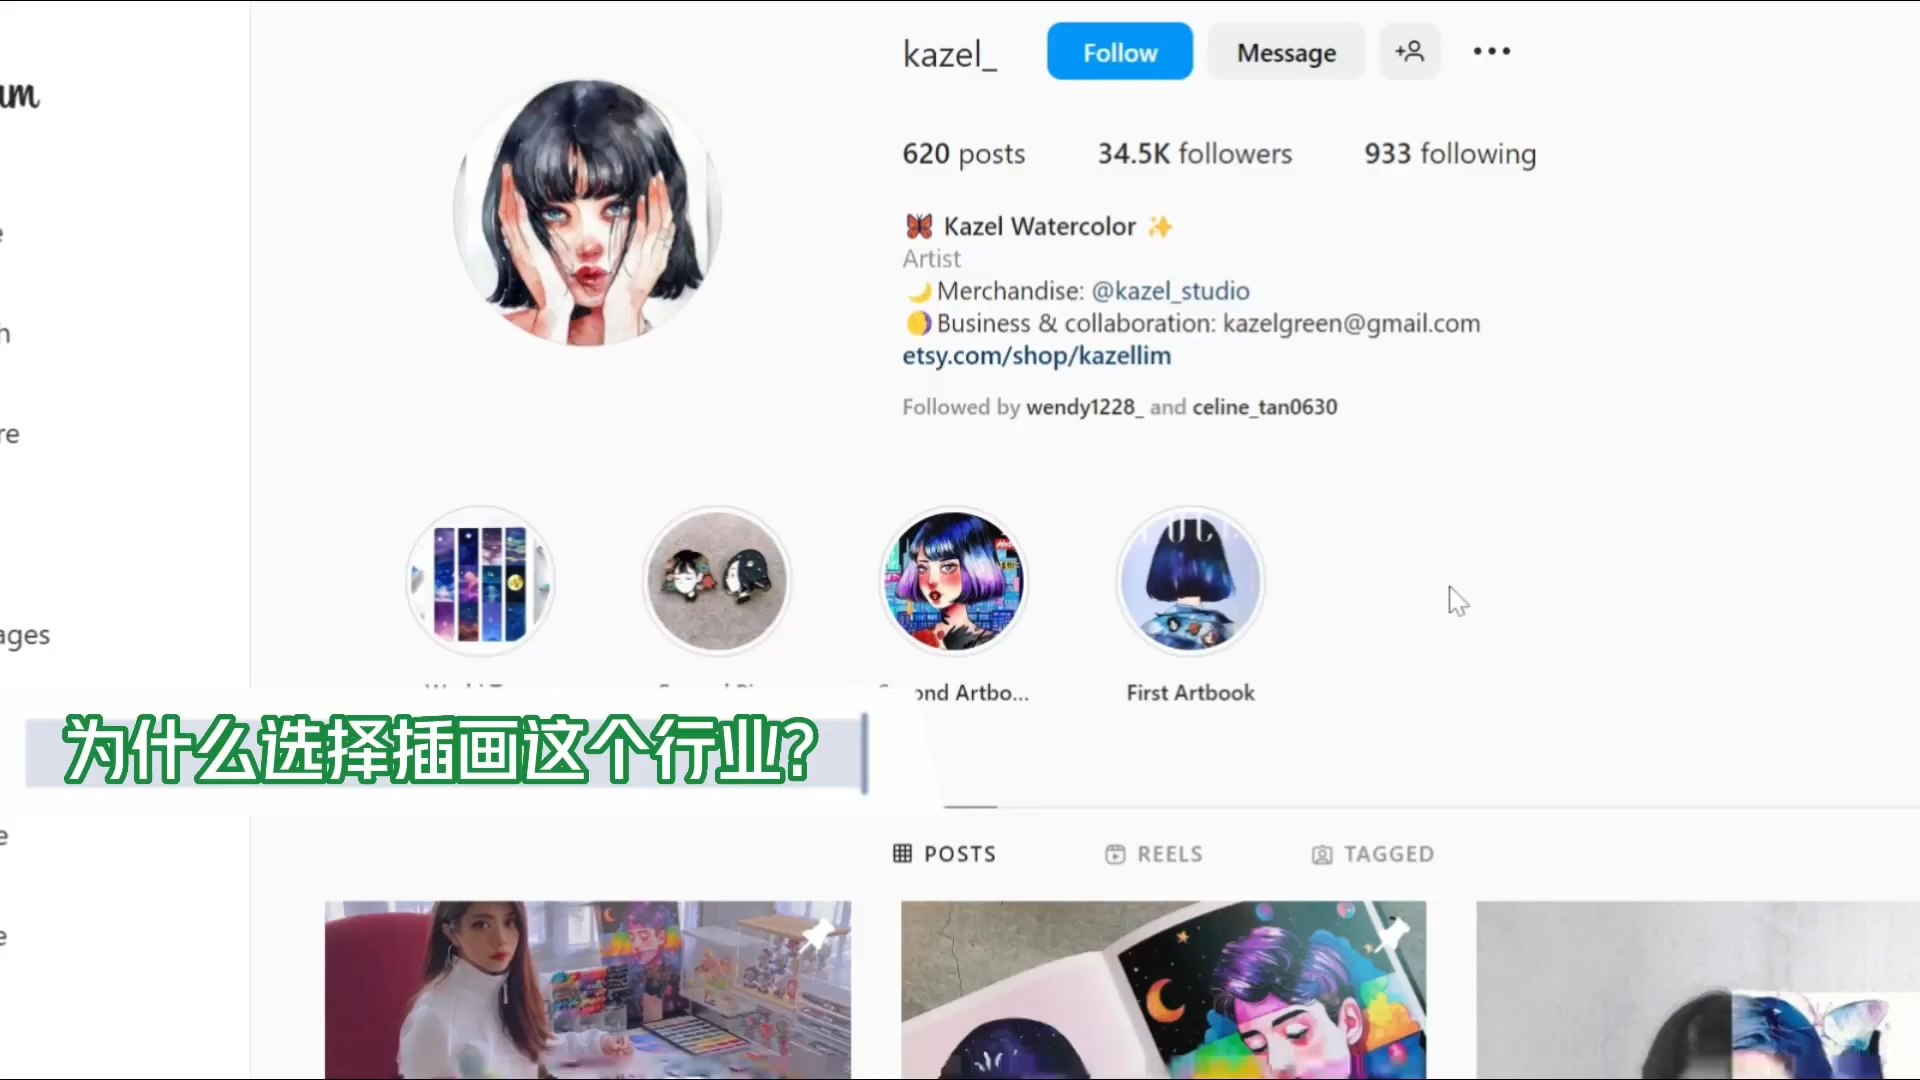 kazel_
Follow
Message
620 posts
34.5K followers
933 following
Kazel Watercolor
Artist
Merchandise: @kazel_studio
Business & collaboration: kazelgreen@gmail.com
etsy.com/shop/kazellim
Followed by wendy1228_ and celine_tan0630
First Artbook
为什么选择插画这个行业?
POSTS
REELS
TAGGED